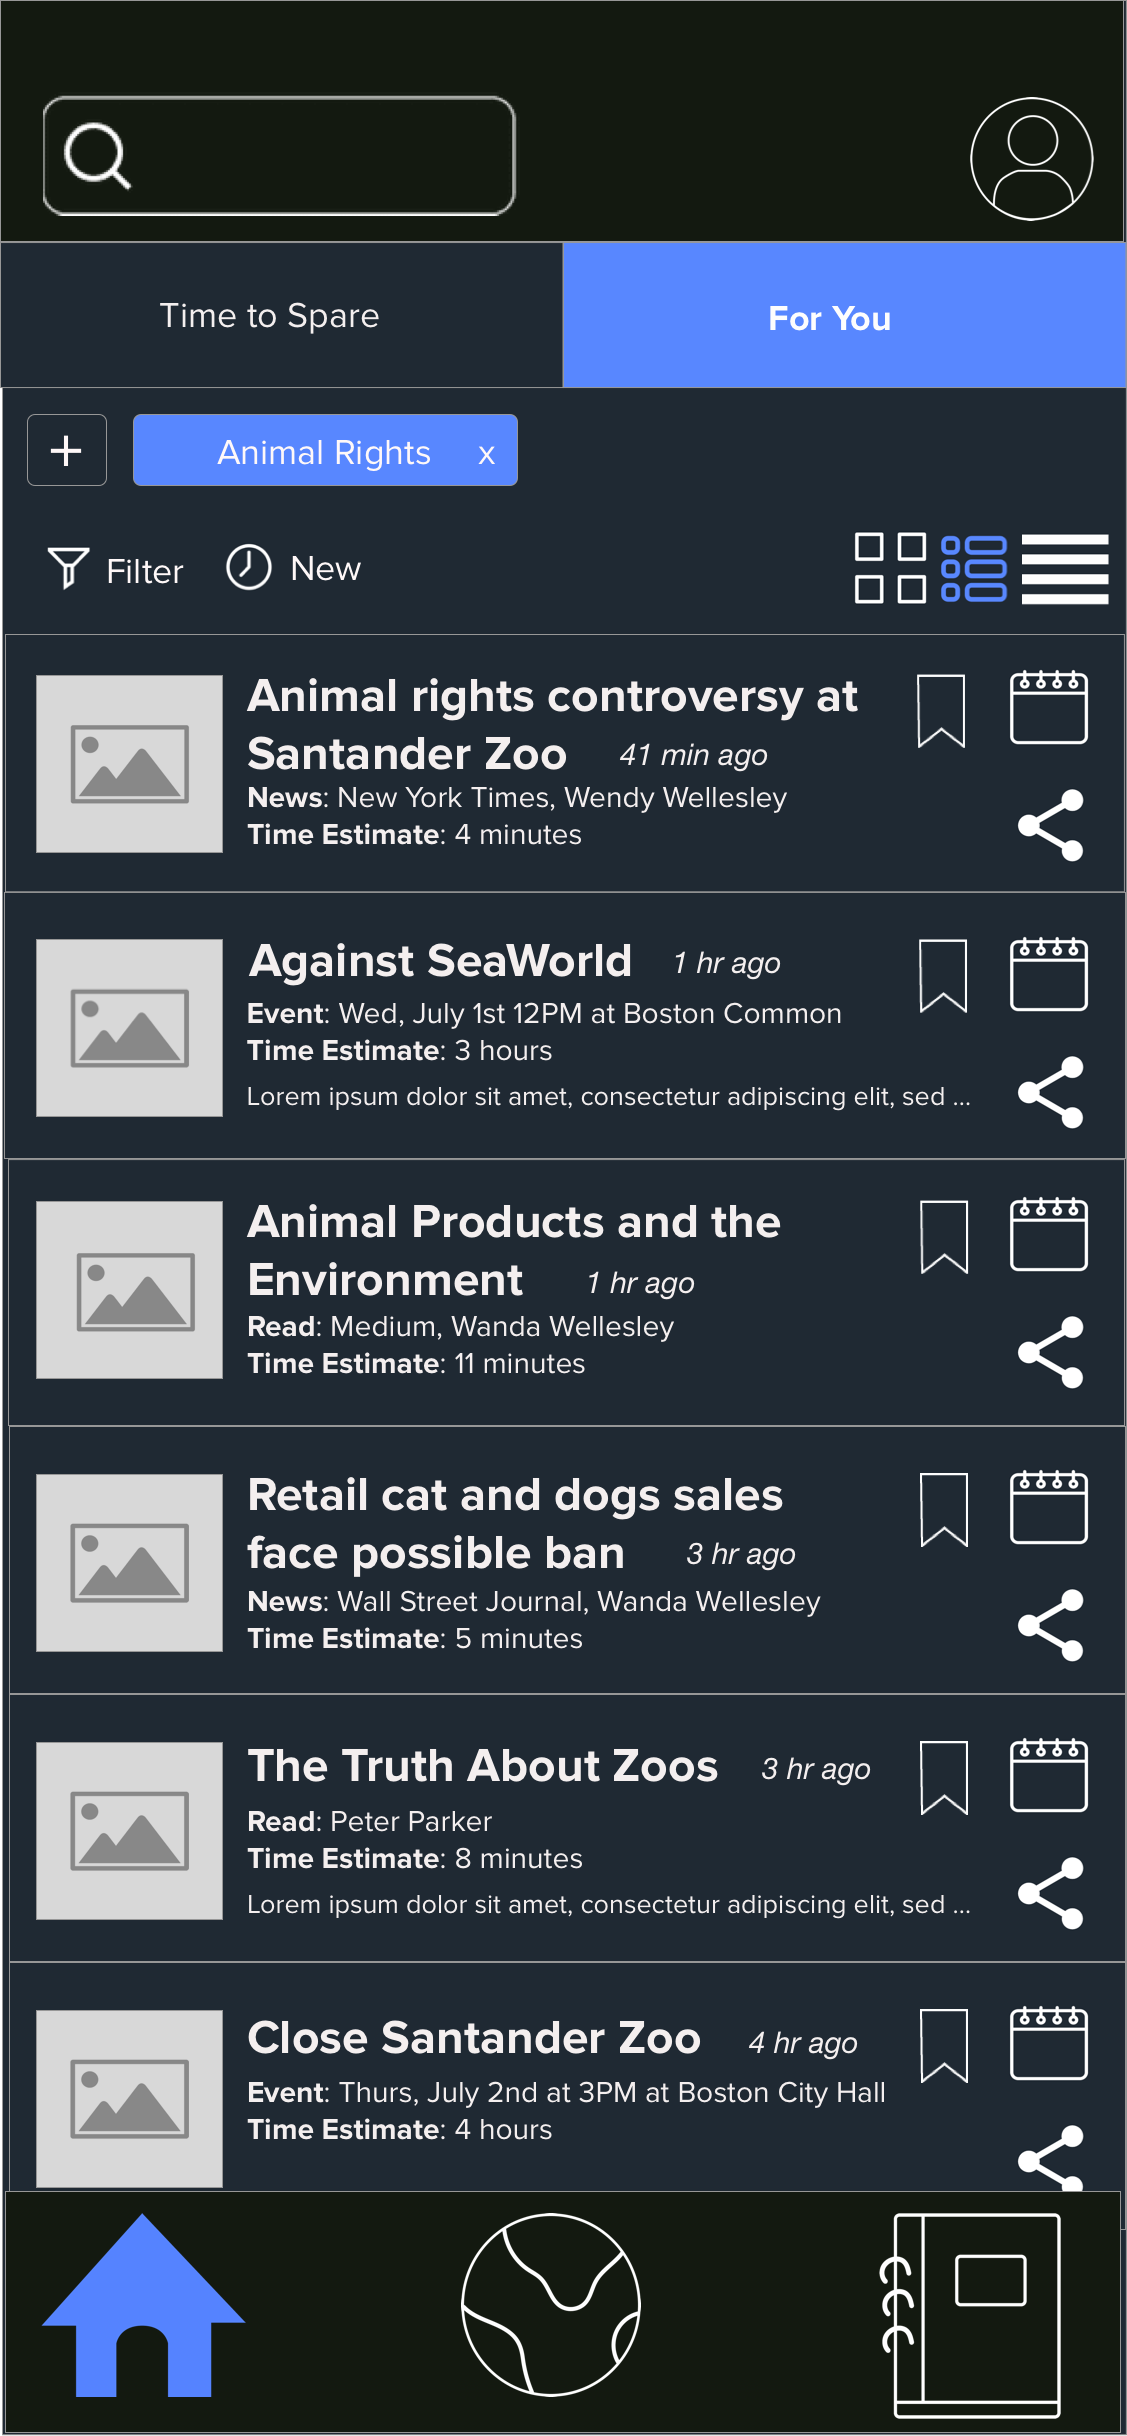 Time to Spare
For You
Animal Rights x
Filter
New
Animal rights controversy at
Santander Zoo 41 min ago
News: New York Times, Wendy Wellesley
Time Estimate: 4 minutes
Against SeaWorld 1 hr ago
Event: Wed, July 1st 12PM at Boston Common
Time Estimate: 3 hours
Lorem ipsum dolor sit amet, consectetur adipiscing elit, sed ...
Animal Products and the
Environment 1 hr ago
Read: Medium, Wanda Wellesley
Time Estimate: 11 minutes
Retail cat and dogs sales
face possible ban 3 hr ago
News: Wall Street Journal, Wanda Wellesley
Time Estimate: 5 minutes
The Truth About Zoos 3 hr ago
Read: Peter Parker
Time Estimate: 8 minutes
Lorem ipsum dolor sit amet, consectetur adipiscing elit, sed ...
Close Santander Zoo 4 hr ago
Event: Thurs, July 2nd at 3PM at Boston City Hall
Time Estimate: 4 hours